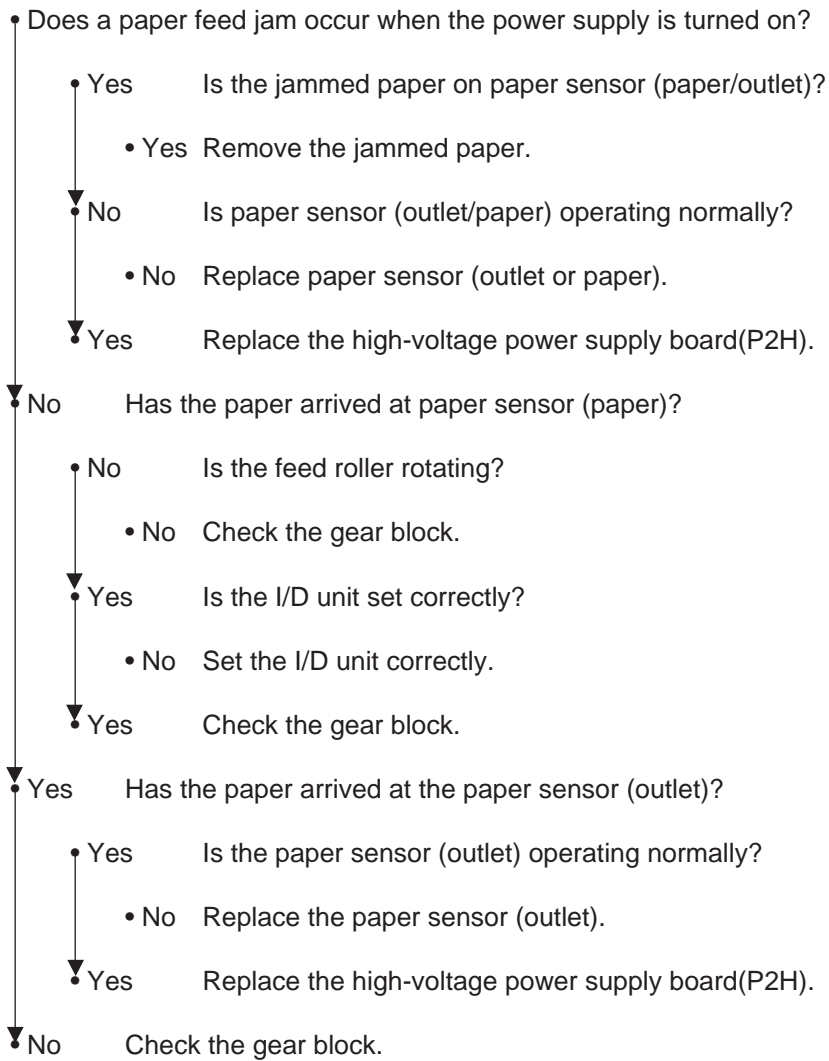 • Does a paper feed jam occur when the power supply is turned on?
• Yes Is the jammed paper on paper sensor (paper/outlet)?
• Yes Remove the jammed paper.
• No Is paper sensor (outlet/paper) operating normally?
• No Replace paper sensor (outlet or paper).
• Yes Replace the high-voltage power supply board(P2H).
• No Has the paper arrived at paper sensor (paper)?
• No Is the feed roller rotating?
• No Check the gear block.
• Yes Is the I/D unit set correctly?
• No Set the I/D unit correctly.
• Yes Check the gear block.
• Yes Has the paper arrived at the paper sensor (outlet)?
• Yes Is the paper sensor (outlet) operating normally?
• No Replace the paper sensor (outlet).
• Yes Replace the high-voltage power supply board(P2H).
• No Check the gear block.